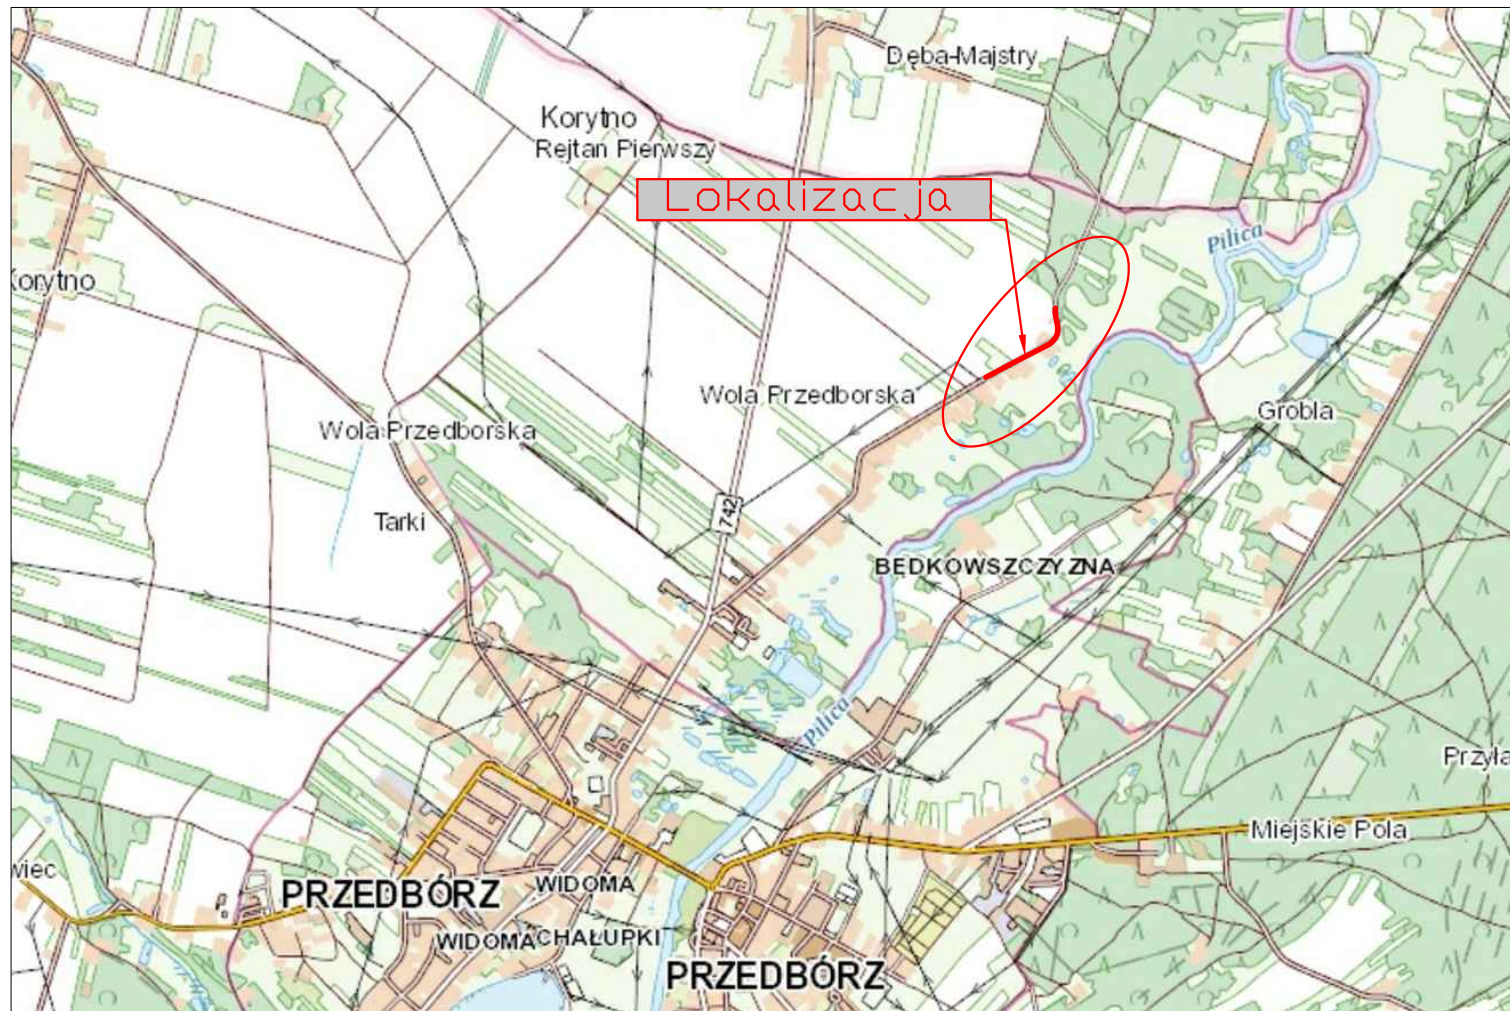 Dęba-Majstry
Korytno
Rejtan Pierwszy
Lokalizacja
Pilica
Korytno
Wola Przedborska
Grobla
Wola Przedborska
742
Tarki
BĘDKOWSZCZYZNA
Pilica
Przyła
Miejskie Pola
wiec
PRZEDBÓRZ
WIDOMA
WIDOMA
CHAŁUPKI
PRZEDBÓRZ